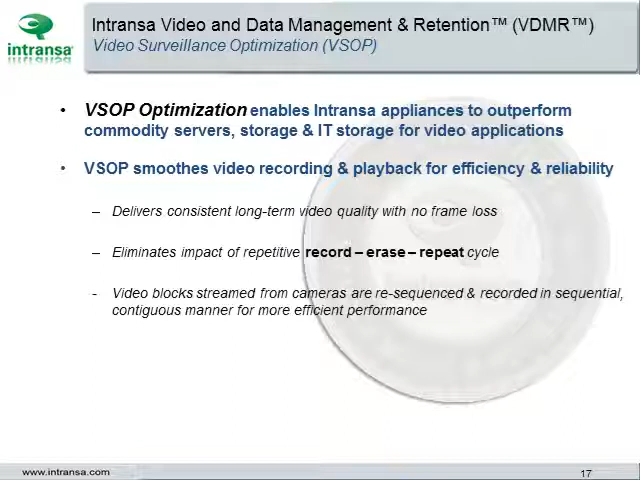 intransa®
Intransa Video and Data Management & Retention™ (VDMR™)
Video Surveillance Optimization (VSOP)
• VSOP Optimization enables Intransa appliances to outperform
commodity servers, storage & IT storage for video applications
• VSOP smoothes video recording & playback for efficiency & reliability
– Delivers consistent long-term video quality with no frame loss
– Eliminates impact of repetitive record – erase – repeat cycle
- Video blocks streamed from cameras are re-sequenced & recorded in sequential,
contiguous manner for more efficient performance
www.intransa.com
17